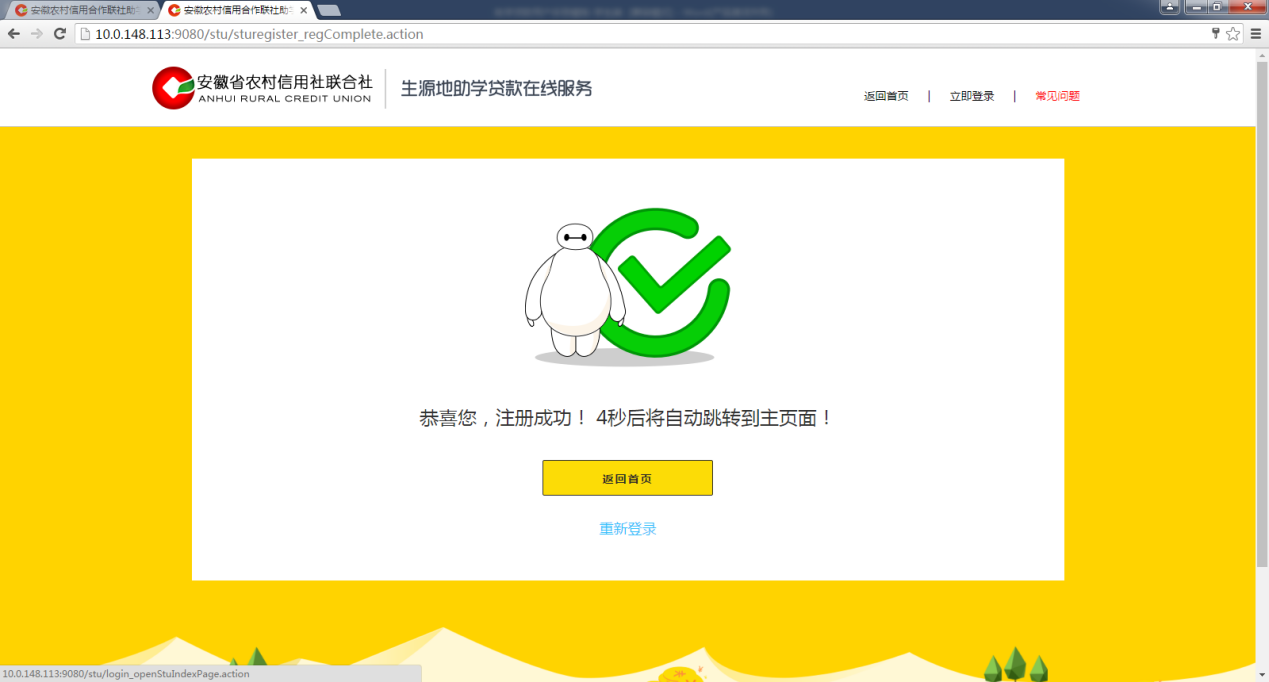 安徽农村信用合作联社助
安徽农村信用合作联社助
10.0.148.113:9080/stu/sturegister_regComplete.action
安徽省农村信用社联合社
ANHUI RURAL CREDIT UNION
生源地助学贷款在线服务
返回首页 | 立即登录 | 常见问题
恭喜您，注册成功！ 4秒后将自动跳转到主页面！
返回首页
重新登录
10.0.148.113:9080/stu/login_openStuIndexPage.action